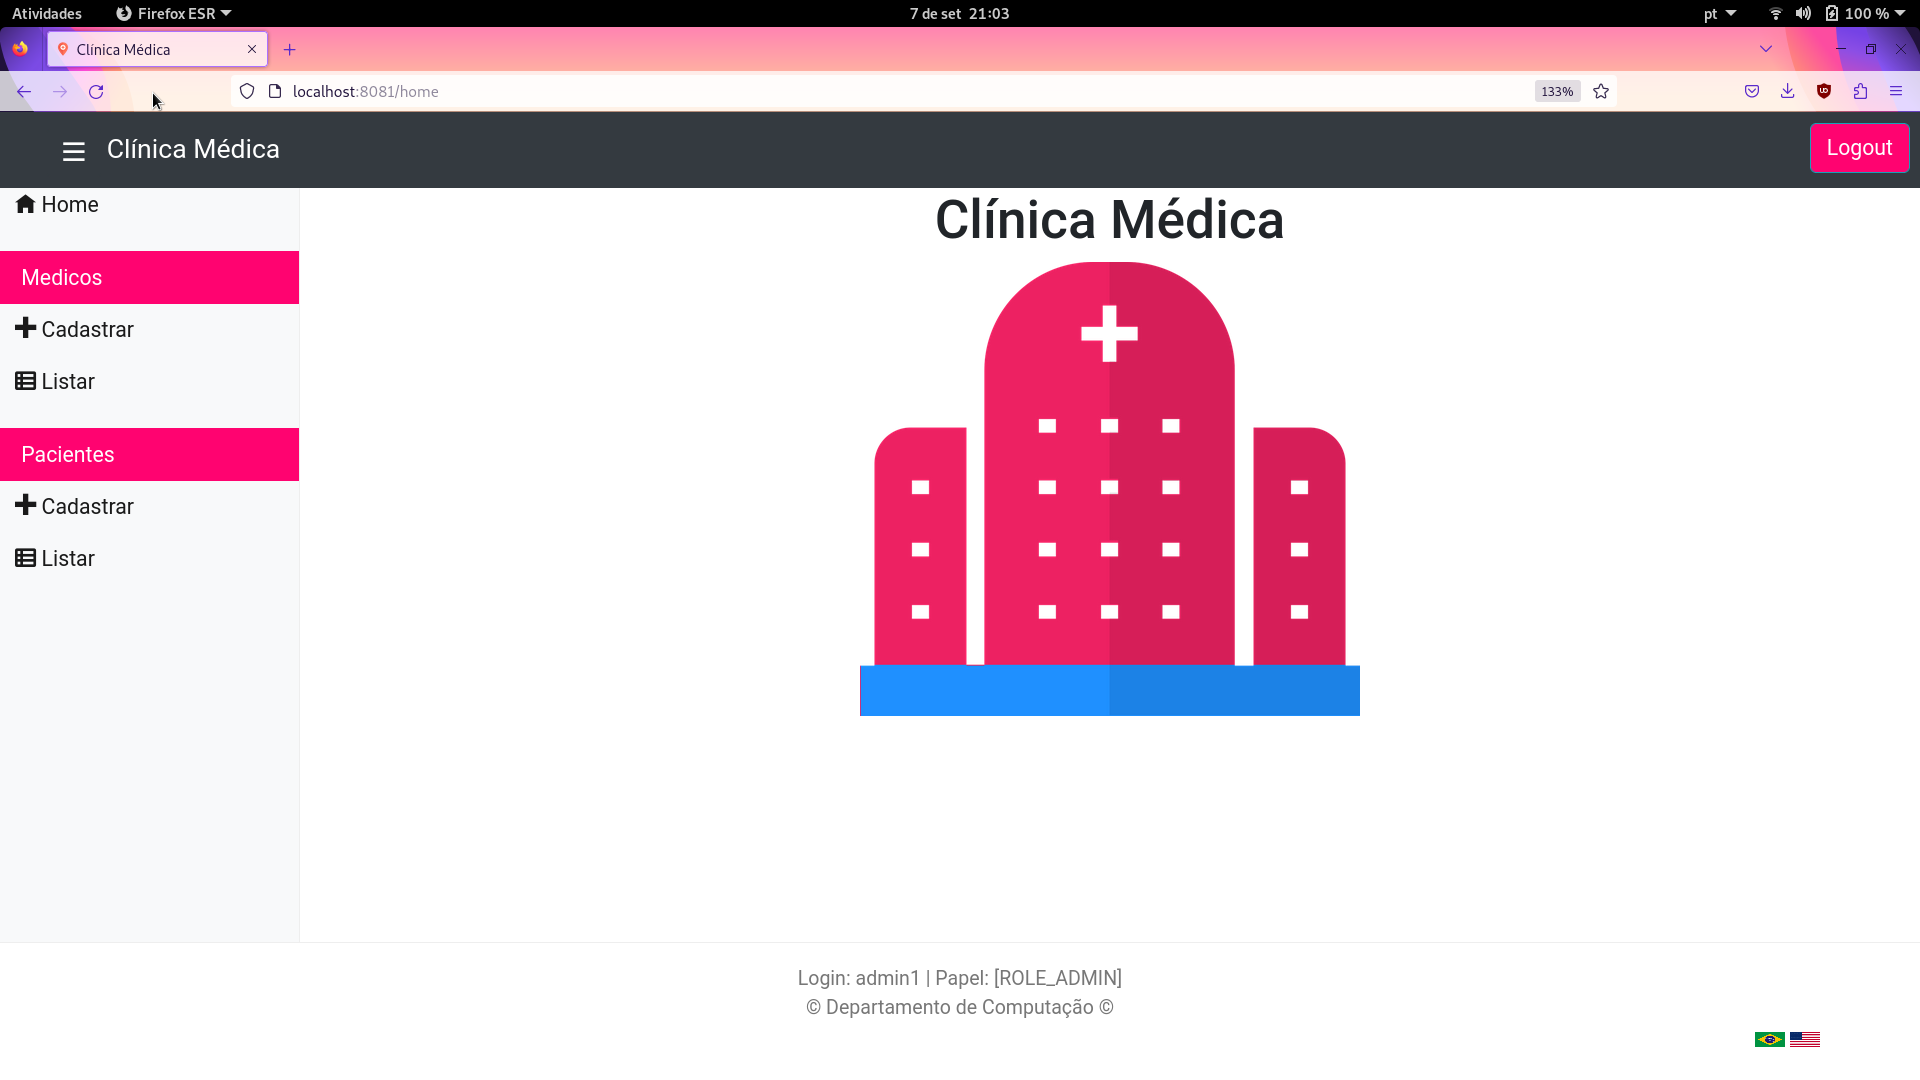 Atividades Firefox ESR 7 de set 21:03 pt 100 %
Clínica Médica
localhost:8081/home 133%
Clínica Médica Logout
Home
Medicos
Cadastrar
Listar
Pacientes
Cadastrar
Listar
Clínica Médica
Login: admin1 | Papel: [ROLE_ADMIN]
© Departamento de Computação ©